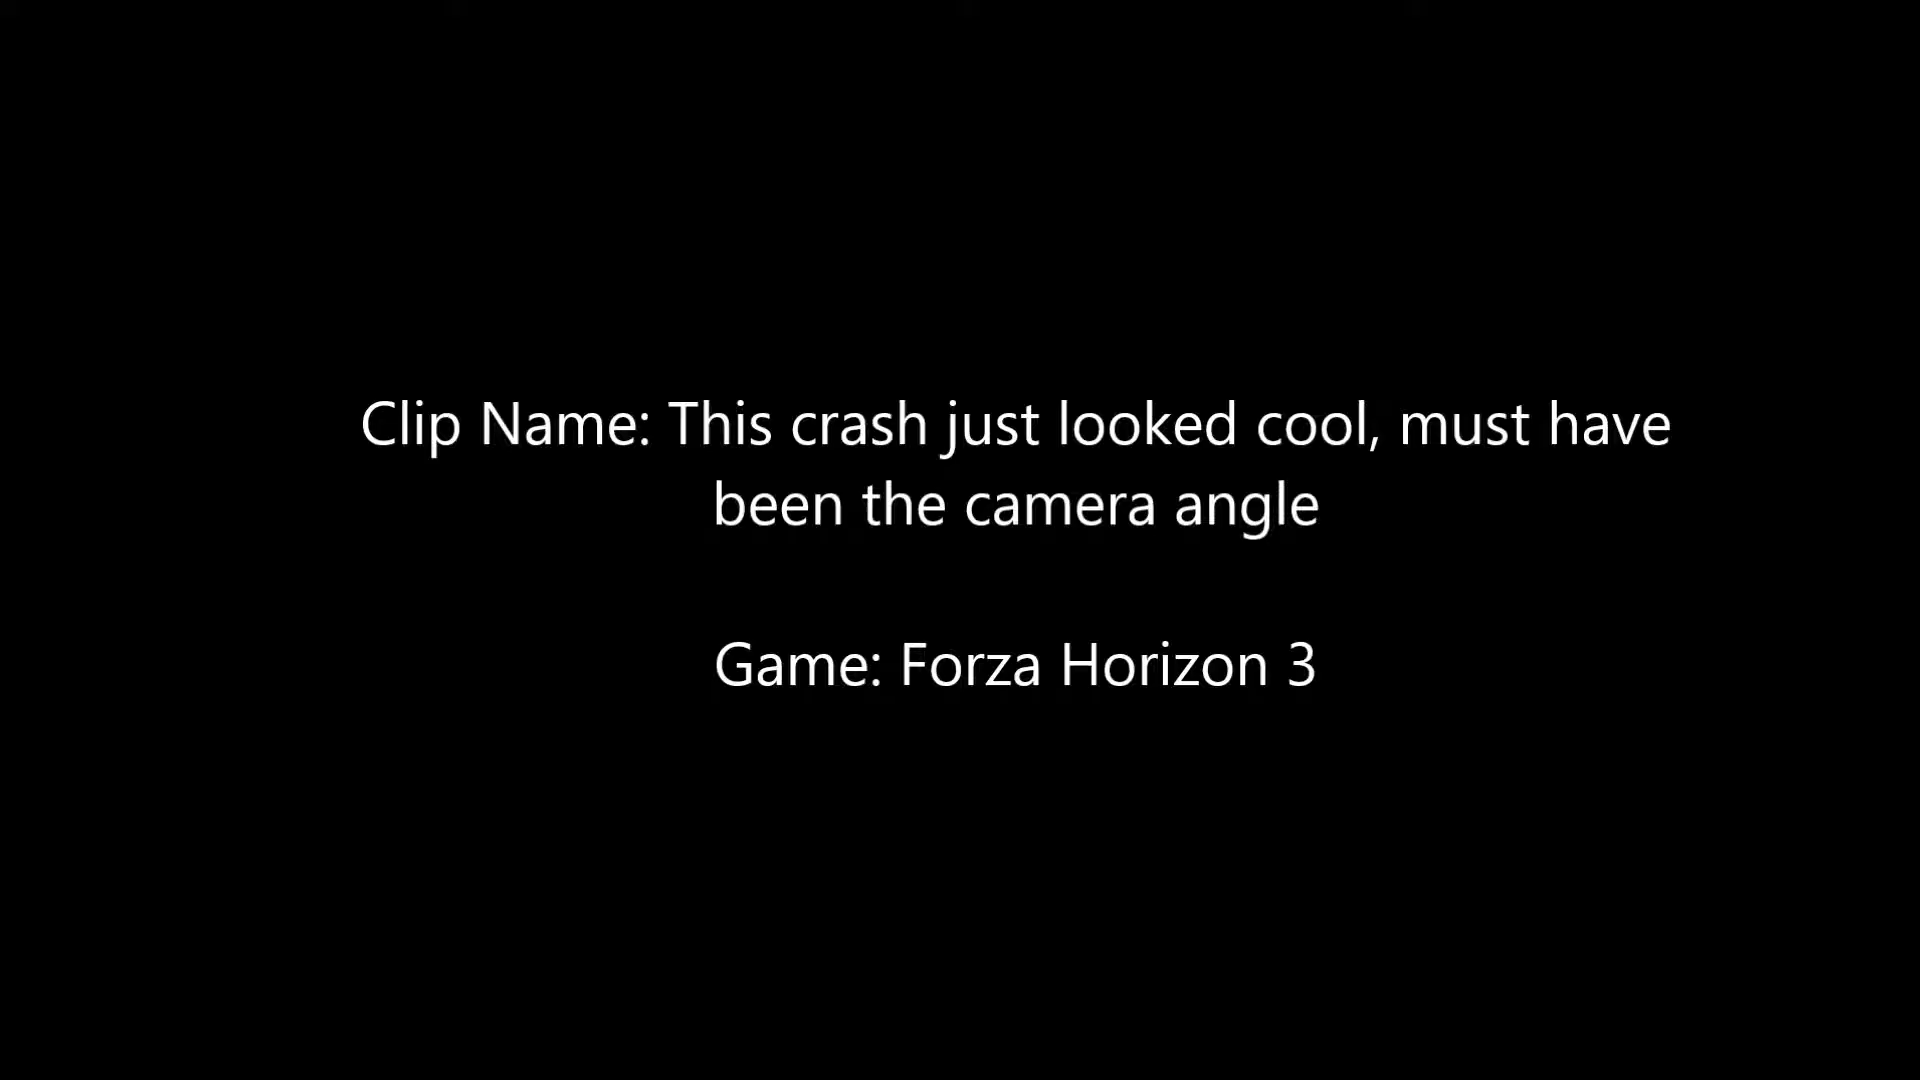 Clip Name: This crash just looked cool, must have
been the camera angle
Game: Forza Horizon 3